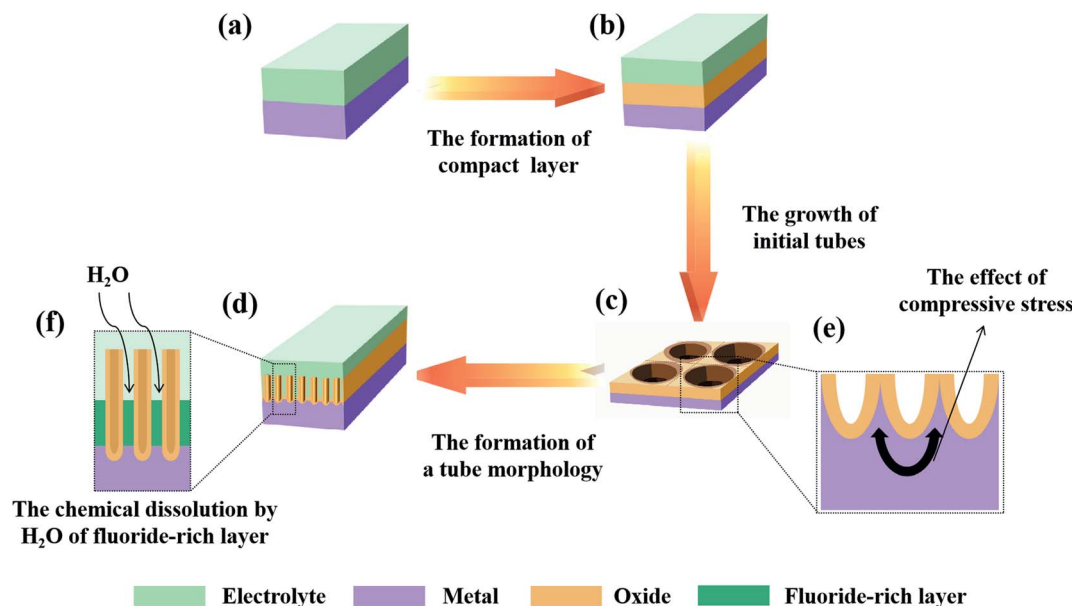 (a)
(b)
The formation of
compact layer
The growth of
initial tubes
The effect of
compressive stress
H₂O
(f)
(d)
(c)
(e)
The formation of
a tube morphology
The chemical dissolution by
H₂O of fluoride-rich layer
Electrolyte
Metal
Oxide
Fluoride-rich layer